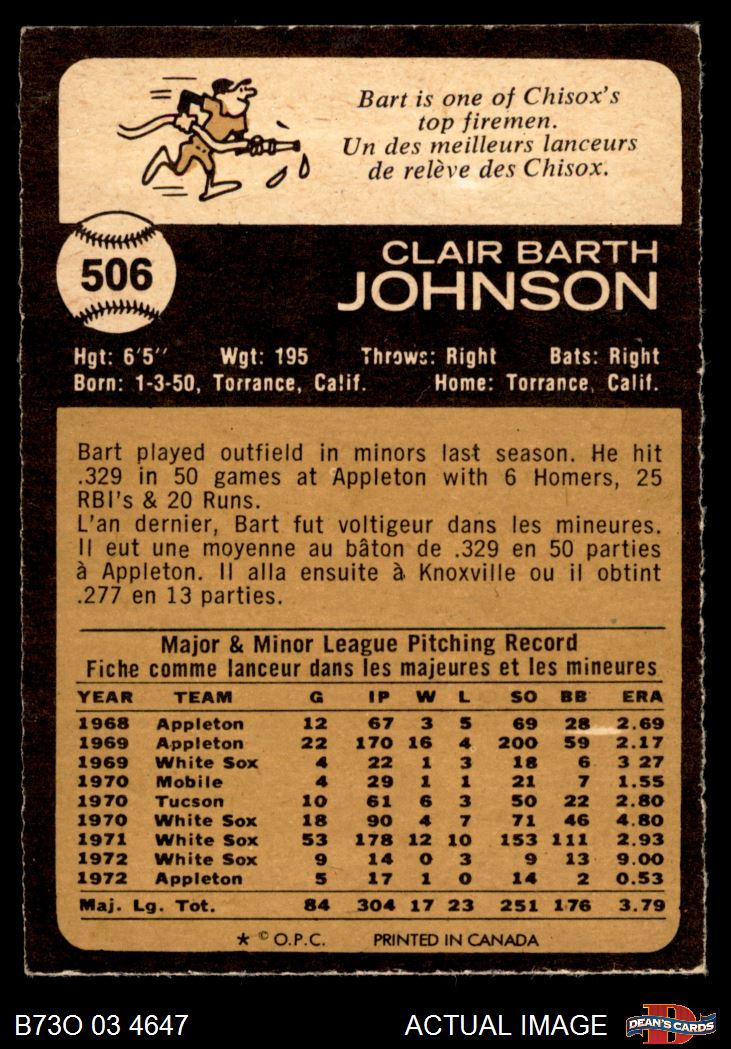 Bart is one of Chisox's
top firemen.
Un des meilleurs lanceurs
de relève des Chisox.
506
CLAIR BARTH
JOHNSON
Hgt: 6'5" Wgt: 195 Throws: Right Bats: Right
Born: 1-3-50, Torrance, Calif. Home: Torrance, Calif.
Bart played outfield in minors last season. He hit
.329 in 50 games at Appleton with 6 Homers, 25
RBI's & 20 Runs.
L'an dernier, Bart fut voltigeur dans les mineures.
Il eut une moyenne au bâton de .329 en 50 parties
à Appleton. Il alla ensuite à Knoxville ou il obtint
.277 en 13 parties.
Major & Minor League Pitching Record
Fiche comme lanceur dans les majeures et les mineures
YEAR TEAM G IP W L SO BB ERA
1968 Appleton 12 67 3 5 69 28 2.69
1969 Appleton 22 170 16 4 200 59 2.17
1969 White Sox 4 22 1 3 18 6 3 27
1970 Mobile 4 29 1 1 21 7 1.55
1970 Tucson 10 61 6 3 50 22 2.80
1970 White Sox 18 90 4 7 71 46 4.80
1971 White Sox 53 178 12 10 153 111 2.93
1972 White Sox 9 14 0 3 9 13 9.00
1972 Appleton 5 17 1 0 14 2 0.53
Maj. Lg. Tot. 84 304 17 23 251 176 3.79
* © O.P.C. PRINTED IN CANADA
B73O 03 4647 ACTUAL IMAGE DEAN'S CARDS